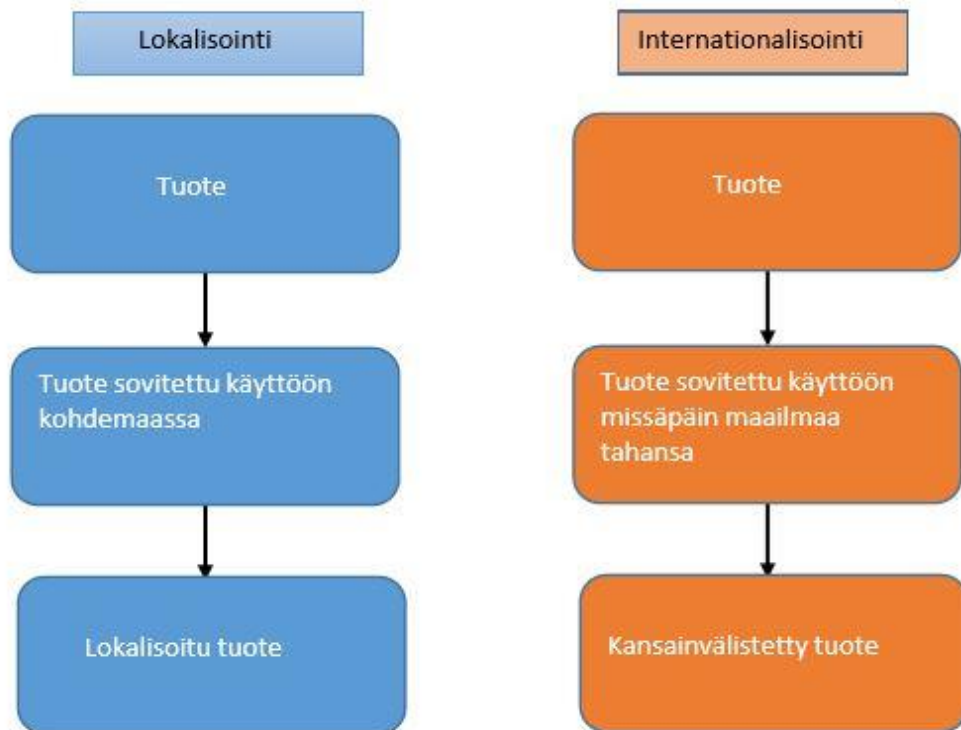 Lokalisointi
Internationalisointi
Tuote
Tuote
Tuote sovitettu käyttöön
kohdemaassa
Tuote sovitettu käyttöön
missäpäin maailmaa
tahansa
Lokalisoitu tuote
Kansainvälistetty tuote